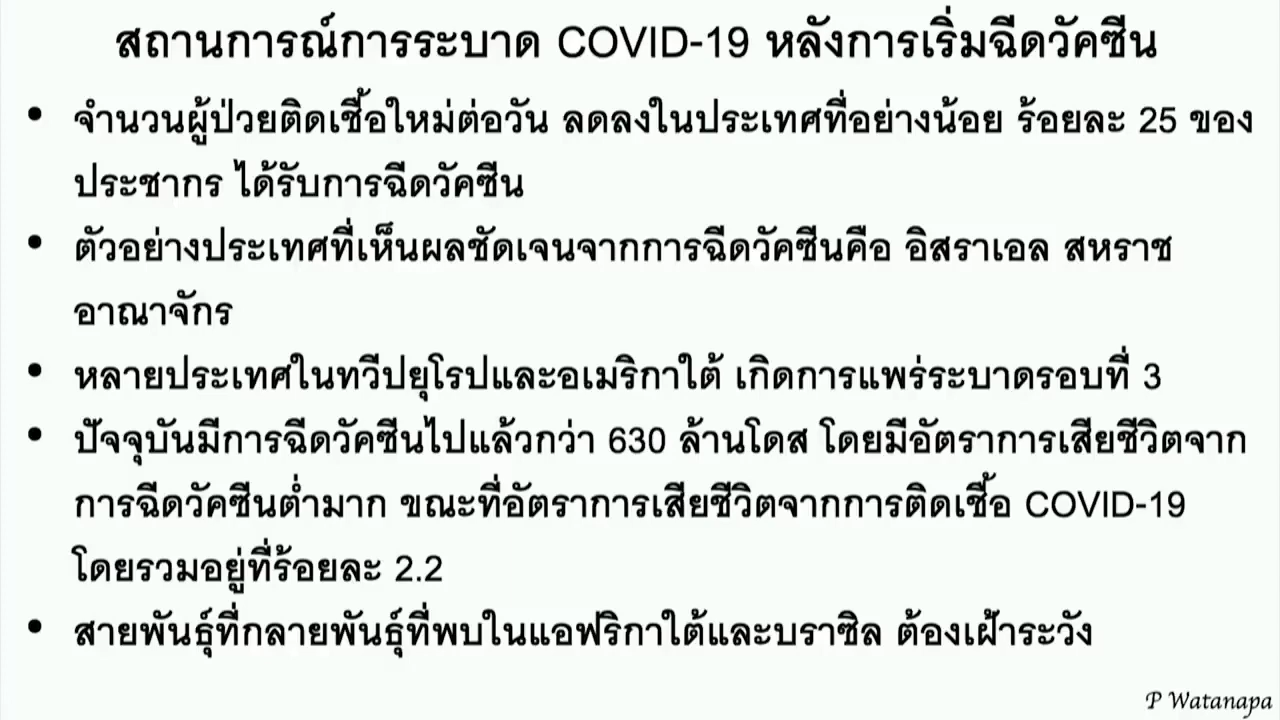 สถานการณ์การระบาด COVID-19 หลังการเริ่มฉีดวัคซีน
• จำนวนผู้ป่วยติดเชื้อใหม่ต่อวัน ลดลงในประเทศที่อย่างน้อย ร้อยละ 25 ของ
ประชากร ได้รับการฉีดวัคซีน
• ตัวอย่างประเทศที่เห็นผลชัดเจนจากการฉีดวัคซีนคือ อิสราเอล สหราช
อาณาจักร
• หลายประเทศในทวีปยุโรปและอเมริกาใต้ เกิดการแพร่ระบาดรอบที่ 3
• ปัจจุบันมีการฉีดวัคซีนไปแล้วกว่า 630 ล้านโดส โดยมีอัตราการเสียชีวิตจาก
การฉีดวัคซีนต่ำมาก ขณะที่อัตราการเสียชีวิตจากการติดเชื้อ COVID-19
โดยรวมอยู่ที่ร้อยละ 2.2
• สายพันธุ์ที่กลายพันธุ์ที่พบในแอฟริกาใต้และบราซิล ต้องเฝ้าระวัง
P Watanapa